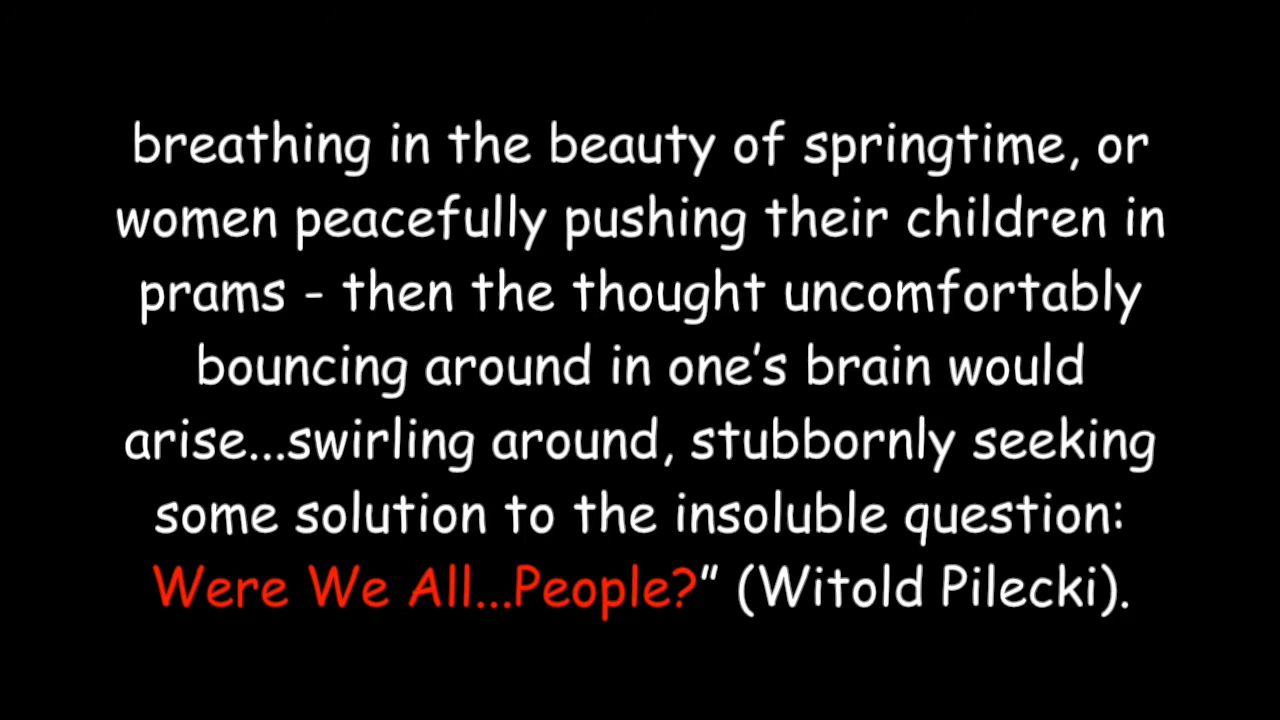 breathing in the beauty of springtime, or
women peacefully pushing their children in
prams - then the thought uncomfortably
bouncing around in one’s brain would
arise...swirling around, stubbornly seeking
some solution to the insoluble question:
Were We All...People?” (Witold Pilecki).